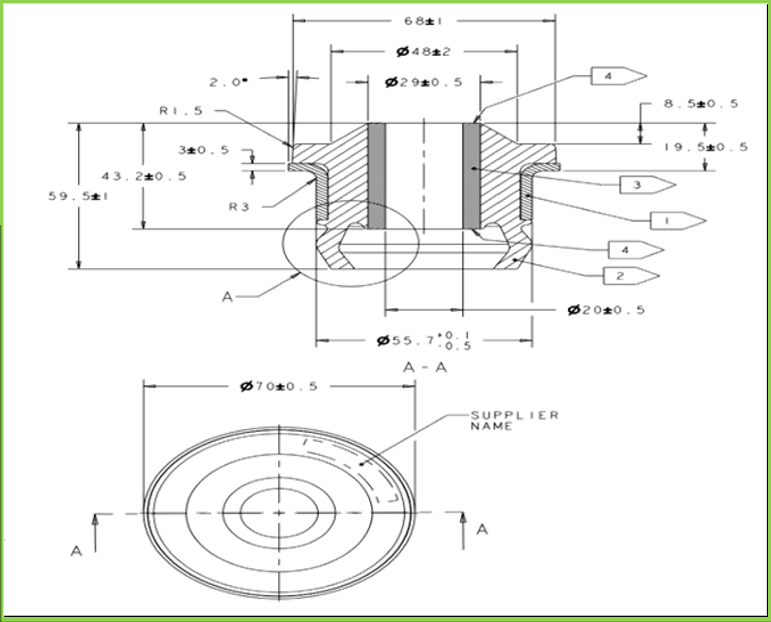 68±1
Ø48±2
2.0°
Ø29±0.5
4
R1.5
8.5±0.5
3±0.5
19.5±0.5
43.2±0.5
3
59.5±1
R3
1
4
2
A
Ø20±0.5
Ø55.7 +0.1 -0.5
A-A
Ø70±0.5
SUPPLIER
NAME
A
A